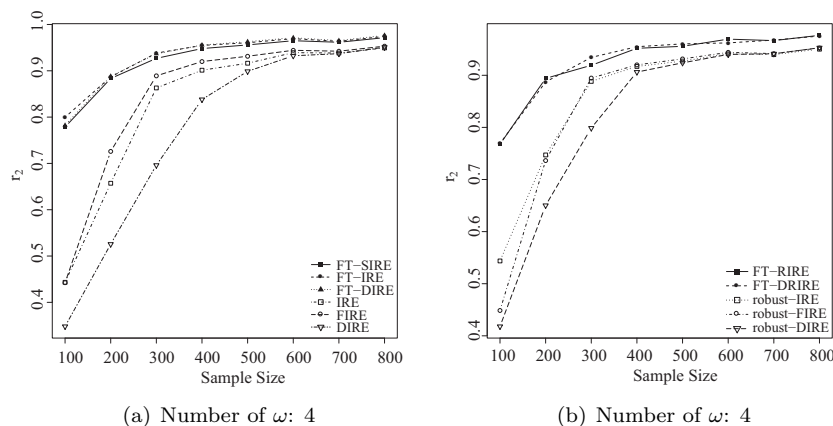 1.0
0.9
0.8
0.7
0.6
0.5
0.4
r2
FT−SIRE
FT−IRE
FT−DIRE
IRE
FIRE
DIRE
100 200 300 400 500 600 700 800
Sample Size
(a) Number of ω: 4
0.9
0.8
0.7
0.6
0.5
0.4
r2
FT−RIRE
FT−DRIRE
robust−IRE
robust−FIRE
robust−DIRE
100 200 300 400 500 600 700 800
Sample Size
(b) Number of ω: 4